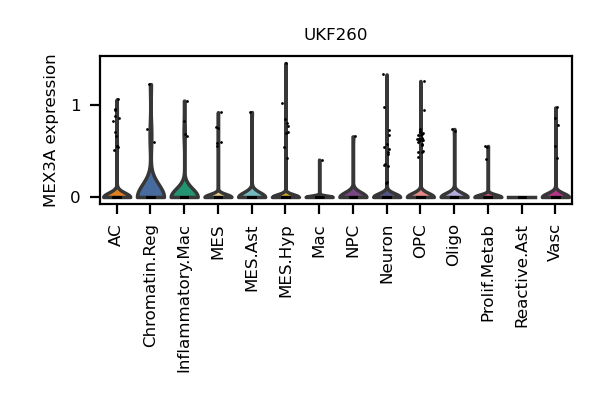 UKF260
MEX3A expression
1
0
AC
Chromatin.Reg
Inflammatory.Mac
MES
MES.Ast
MES.Hyp
Mac
NPC
Neuron
OPC
Oligo
Prolif.Metab
Reactive.Ast
Vasc